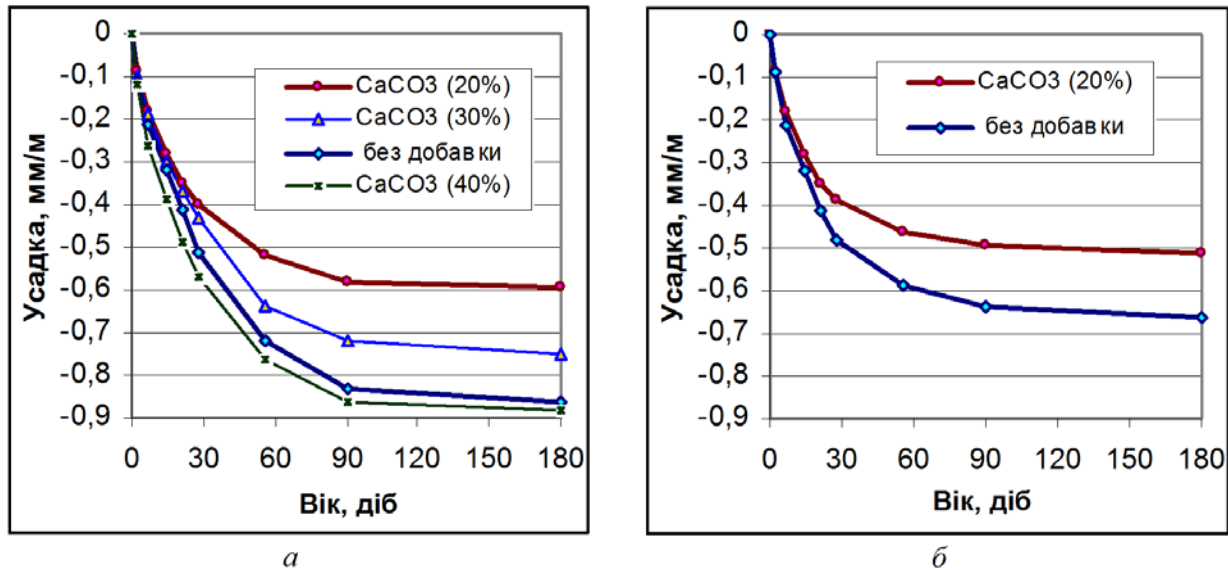 0
-0,1
-0,2
-0,3
-0,4
-0,5
-0,6
-0,7
-0,8
-0,9
Усадка, мм/м
CaCO3 (20%)
CaCO3 (30%)
без добавки
CaCO3 (40%)
0 30 60 90 120 150 180
Вік, діб
а
0
-0,1
-0,2
-0,3
-0,4
-0,5
-0,6
-0,7
-0,8
-0,9
Усадка, мм/м
CaCO3 (20%)
без добавки
0 30 60 90 120 150 180
Вік, діб
б